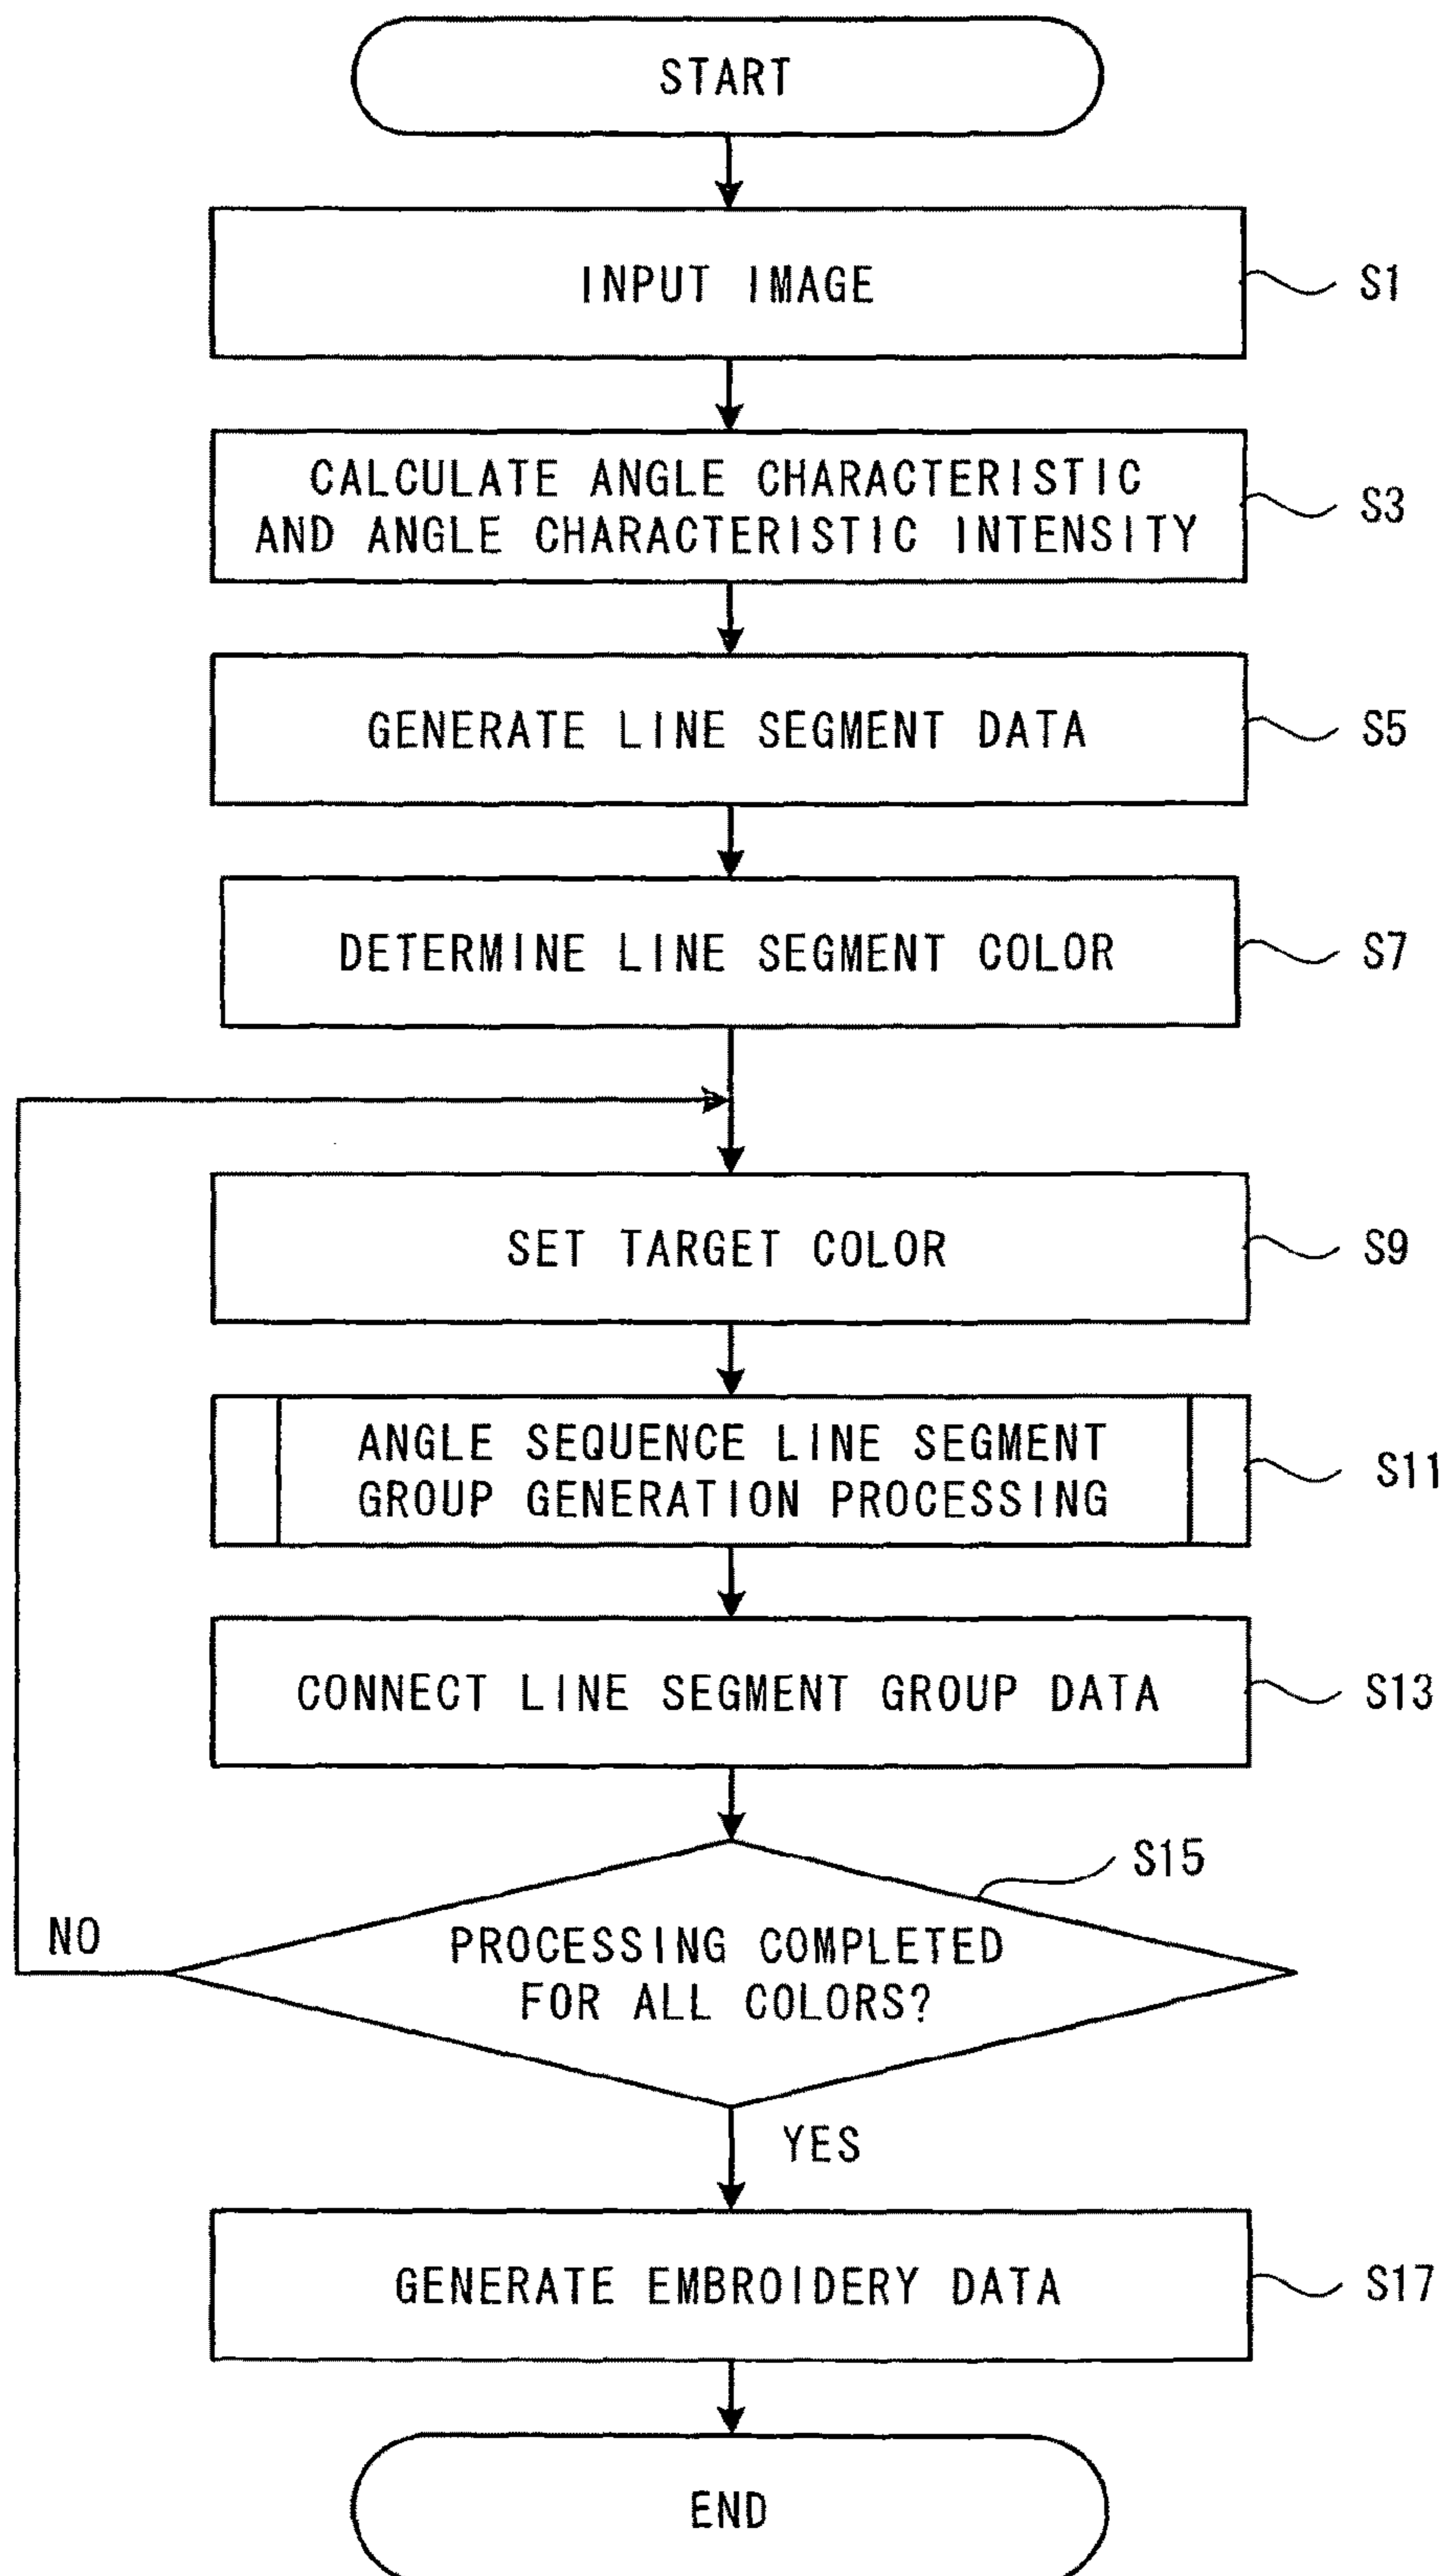 START
INPUT IMAGE
S1
CALCULATE ANGLE CHARACTERISTIC
AND ANGLE CHARACTERISTIC INTENSITY
S3
GENERATE LINE SEGMENT DATA
S5
DETERMINE LINE SEGMENT COLOR
S7
SET TARGET COLOR
S9
ANGLE SEQUENCE LINE SEGMENT
GROUP GENERATION PROCESSING
S11
CONNECT LINE SEGMENT GROUP DATA
S13
S15
NO
PROCESSING COMPLETED
FOR ALL COLORS?
YES
GENERATE EMBROIDERY DATA
S17
END